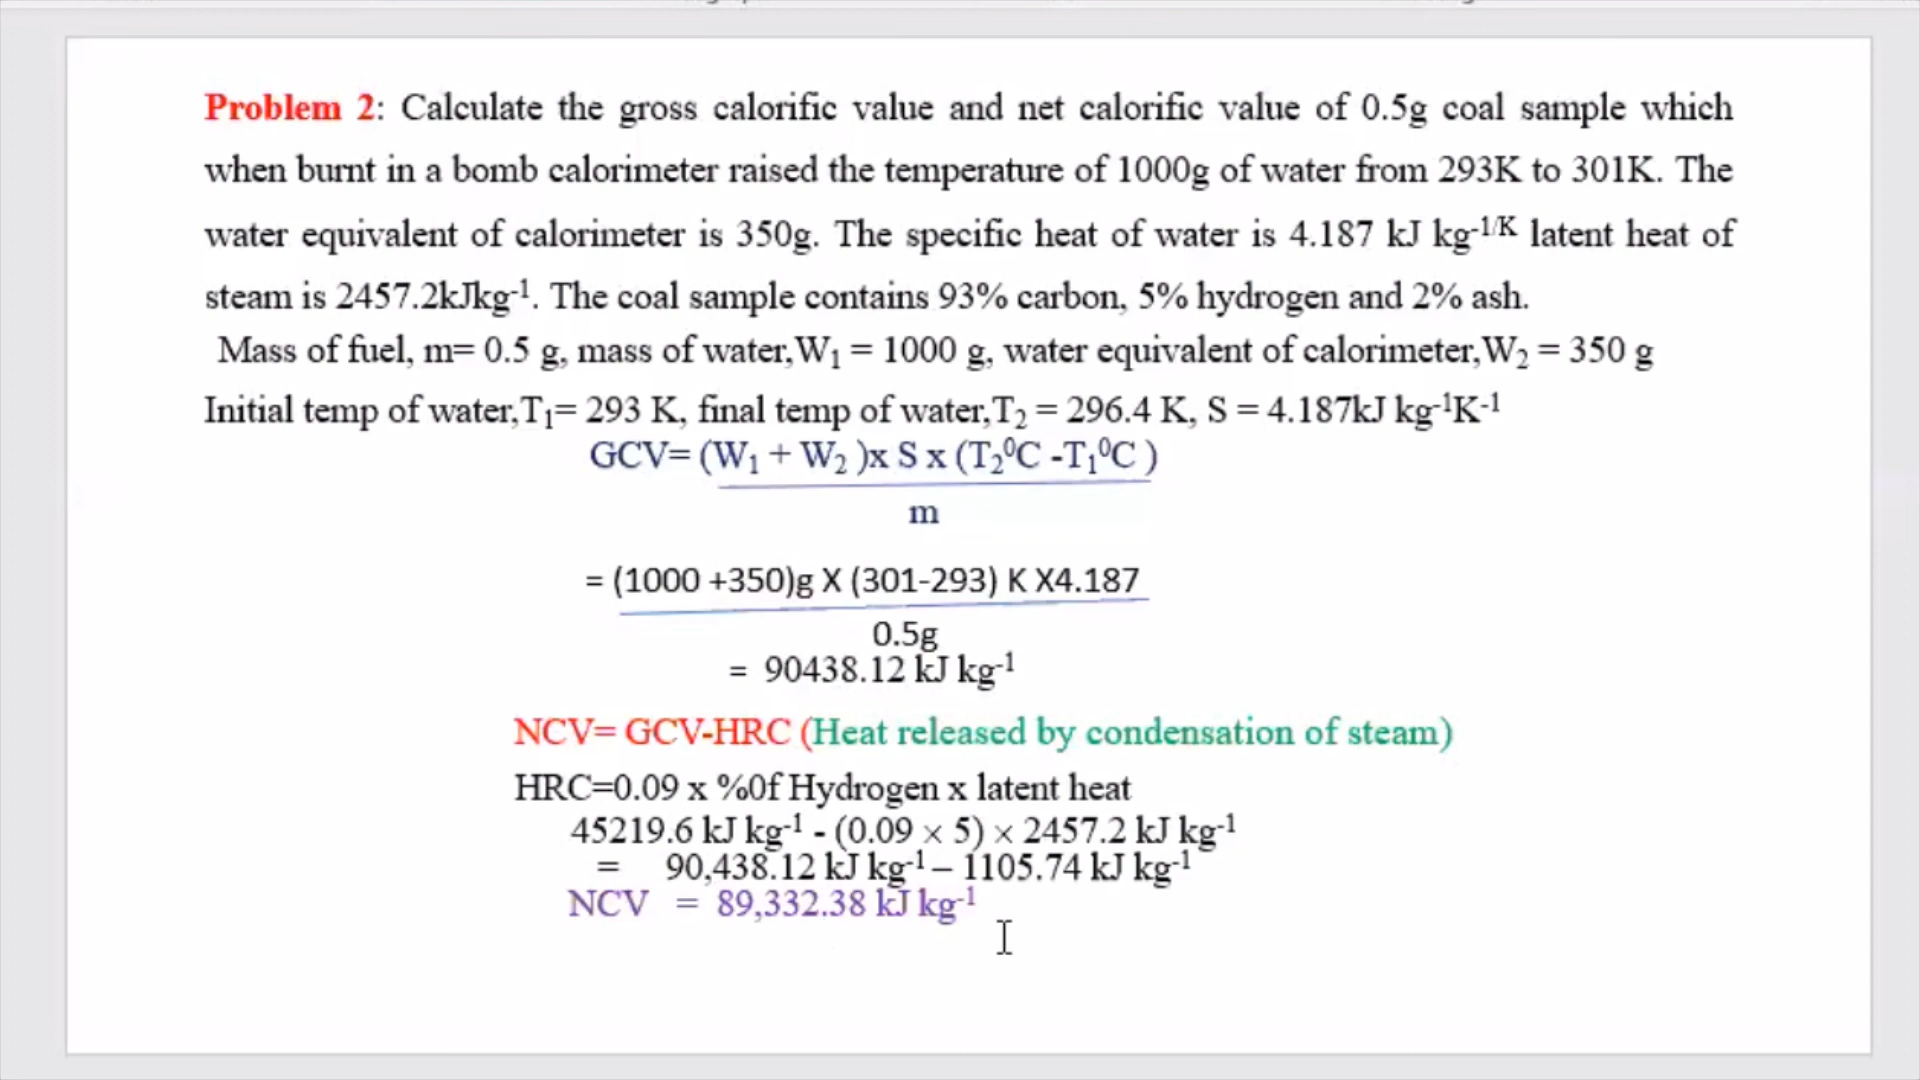 Problem 2: Calculate the gross calorific value and net calorific value of 0.5g coal sample which
when burnt in a bomb calorimeter raised the temperature of 1000g of water from 293K to 301K. The
water equivalent of calorimeter is 350g. The specific heat of water is 4.187 kJ kg⁻¹/ᴷ latent heat of
steam is 2457.2kJkg⁻¹. The coal sample contains 93% carbon, 5% hydrogen and 2% ash.
Mass of fuel, m= 0.5 g, mass of water,W₁ = 1000 g, water equivalent of calorimeter,W₂ = 350 g
Initial temp of water,T₁= 293 K, final temp of water,T₂ = 296.4 K, S = 4.187kJ kg⁻¹K⁻¹
GCV= (W₁ + W₂ )x S x (T₂⁰C -T₁⁰C )
m
= (1000 +350)g X (301-293) K X4.187
0.5g
= 90438.12 kJ kg⁻¹
NCV= GCV-HRC (Heat released by condensation of steam)
HRC=0.09 x %0f Hydrogen x latent heat
45219.6 kJ kg⁻¹ - (0.09 × 5) × 2457.2 kJ kg⁻¹
= 90,438.12 kJ kg⁻¹ – 1105.74 kJ kg⁻¹
NCV = 89,332.38 kJ kg⁻¹